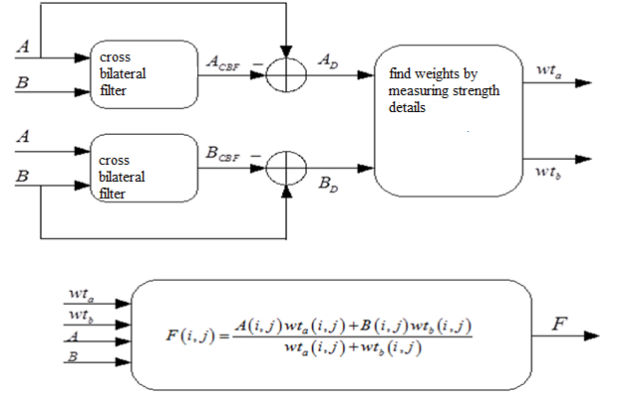 A
B
cross
bilateral
filter
A_CBF
−
A_D
find weights by
measuring strength
details
wt_a
wt_b
A
B
cross
bilateral
filter
B_CBF
−
B_D
wt_a
wt_b
A
B
F(i,j) = \frac{A(i,j)wt_a(i,j)+B(i,j)wt_b(i,j)}{wt_a(i,j)+wt_b(i,j)}
F